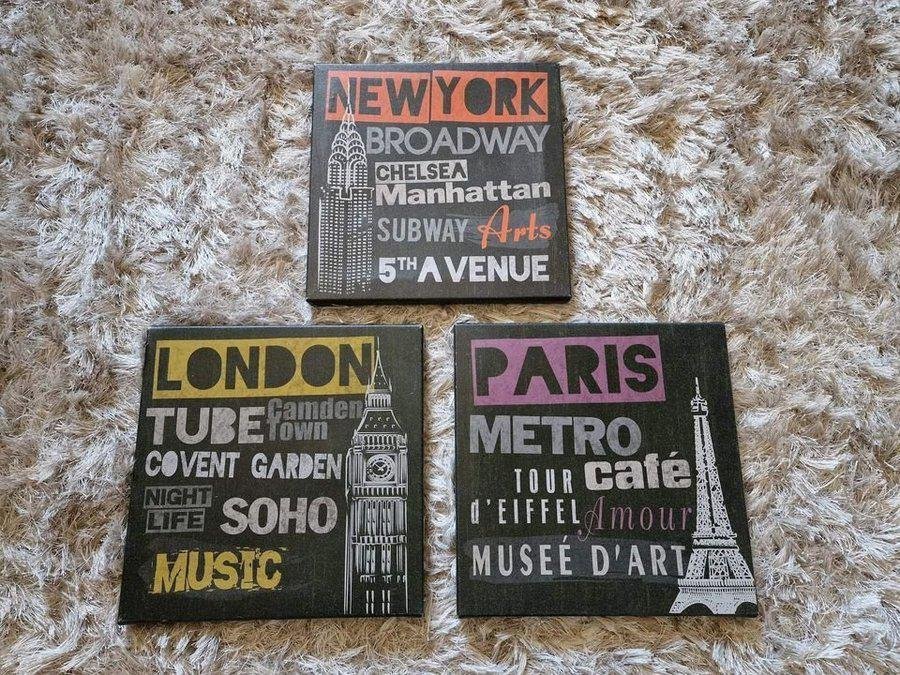 NEW YORK
BROADWAY
CHELSEA
Manhattan
SUBWAY Arts
5TH AVENUE
LONDON
TUBE Camden Town
COVENT GARDEN
NIGHT LIFE SOHO
MUSIC
PARIS
METRO
TOUR café
d'EIFFEL Amour
MUSEÉ D'ART